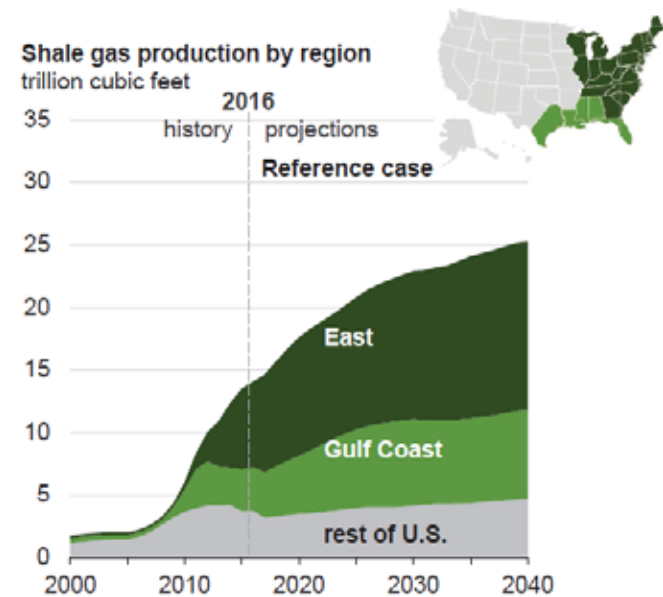 Shale gas production by region
trillion cubic feet
2016
history projections
Reference case
35
30
25
20
15
10
5
0
East
Gulf Coast
rest of U.S.
2000 2010 2020 2030 2040